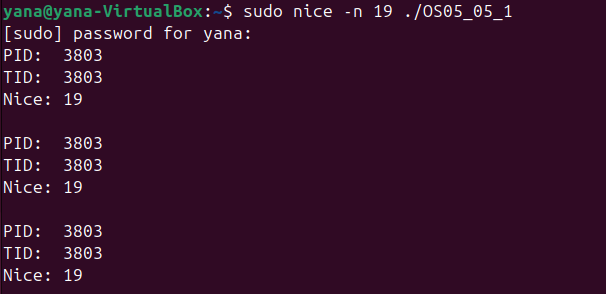 yana@yana-VirtualBox:~$ sudo nice -n 19 ./OS05_05_1
[sudo] password for yana:
PID:  3803
TID:  3803
Nice: 19

PID:  3803
TID:  3803
Nice: 19

PID:  3803
TID:  3803
Nice: 19